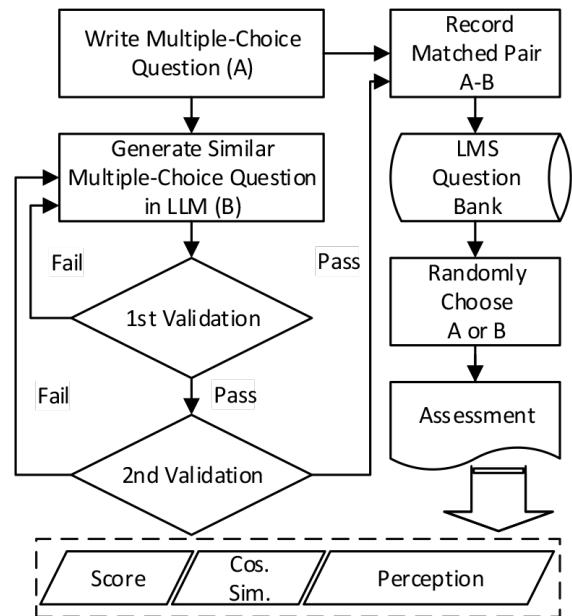 Write Multiple-Choice
Question (A)
Record
Matched Pair
A-B
Generate Similar
Multiple-Choice Question
in LLM (B)
LMS
Question
Bank
Fail
Pass
1st Validation
Randomly
Choose
A or B
Fail
Pass
Assessment
2nd Validation
Score
Cos.
Sim.
Perception